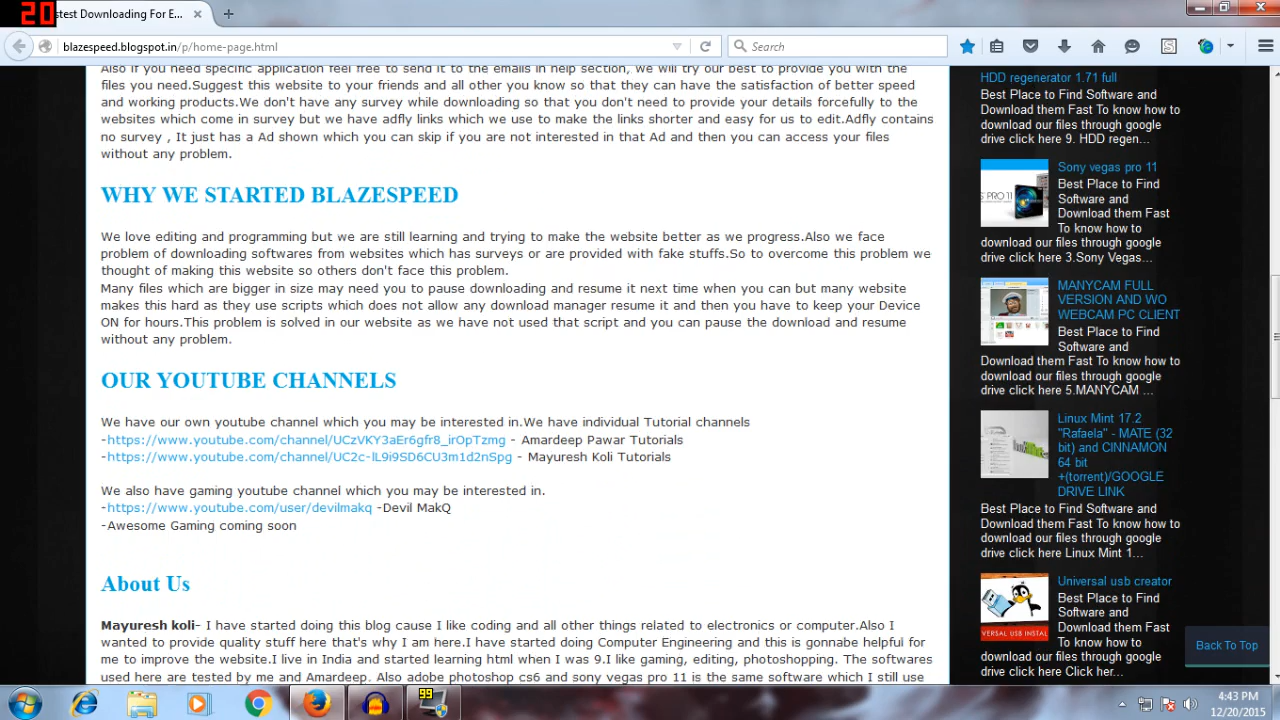 20
stest Downloading For E...
blazespeed.blogspot.in/p/home-page.html
Search
Also if you need specific application feel free to send it to the emails in help section, we will try our best to provide you with the
files you need.Suggest this website to your friends and all other you know so that they can have the satisfaction of better speed
and working products.We don't have any survey while downloading so that you don't need to provide your details forcefully to the
websites which come in survey but we have adfly links which we use to make the links shorter and easy for us to edit.Adfly contains
no survey , It just has a Ad shown which you can skip if you are not interested in that Ad and then you can access your files
without any problem.
WHY WE STARTED BLAZESPEED
We love editing and programming but we are still learning and trying to make the website better as we progress.Also we face
problem of downloading softwares from websites which has surveys or are provided with fake stuffs.So to overcome this problem we
thought of making this website so others don't face this problem.
Many files which are bigger in size may need you to pause downloading and resume it next time when you can but many website
makes this hard as they use script which does not allow any download manager resume it and then you have to keep your Device
ON for hours.This problem is solved in our website as we have not used that script and you can pause the download and resume
without any problem.
OUR YOUTUBE CHANNELS
We have our own youtube channel which you may be interested in.We have individual Tutorial channels
-https://www.youtube.com/channel/UCzVKY3aEr6gfr8_irOpTzmg - Amardeep Pawar Tutorials
-https://www.youtube.com/channel/UC2c-lL9i9SD6CU3m1d2nSpg - Mayuresh Koli Tutorials
We also have gaming youtube channel which you may be interested in.
-https://www.youtube.com/user/devilmakq -Devil MakQ
-Awesome Gaming coming soon
About Us
Mayuresh koli- I have started doing this blog cause I like coding and all other things related to electronics or computer.Also I
wanted to provide quality stuff here that's why I am here.I have started doing Computer Engineering and this is gonnabe helpful for
me to improve the website.I live in India and started learning html when I was 9.I like gaming, editing, photoshopping. The softwares
used here are tested by me and Amardeep. Also adobe photoshop cs6 and sony vegas pro 11 is the same software which I still use
HDD regenerator 1.71 full
Best Place to Find Software and
Download them Fast To know how to
download our files through google
drive click here 9. HDD regen...
Sony vegas pro 11
Best Place to Find
Software and
Download them Fast
To know how to
download our files through google
drive click here 3.Sony Vegas...
MANYCAM FULL
VERSION AND WO
WEBCAM PC CLIENT
Best Place to Find
Software and
Download them Fast To know how to
download our files through google
drive click here 5.MANYCAM ...
Linux Mint 17.2
"Rafaela" - MATE (32
bit) and CINNAMON
64 bit
+(torrent)/GOOGLE
DRIVE LINK
Best Place to Find Software and
Download them Fast To know how to
download our files through google
drive click here Linux Mint 1...
Universal usb creator
Best Place to Find
Software and
Download them Fast
To know how to
download our files through google
drive click here Click her...
S PRO 11
VERSAL USB INSTAL
Back To Top
99
4:43 PM
12/20/2015